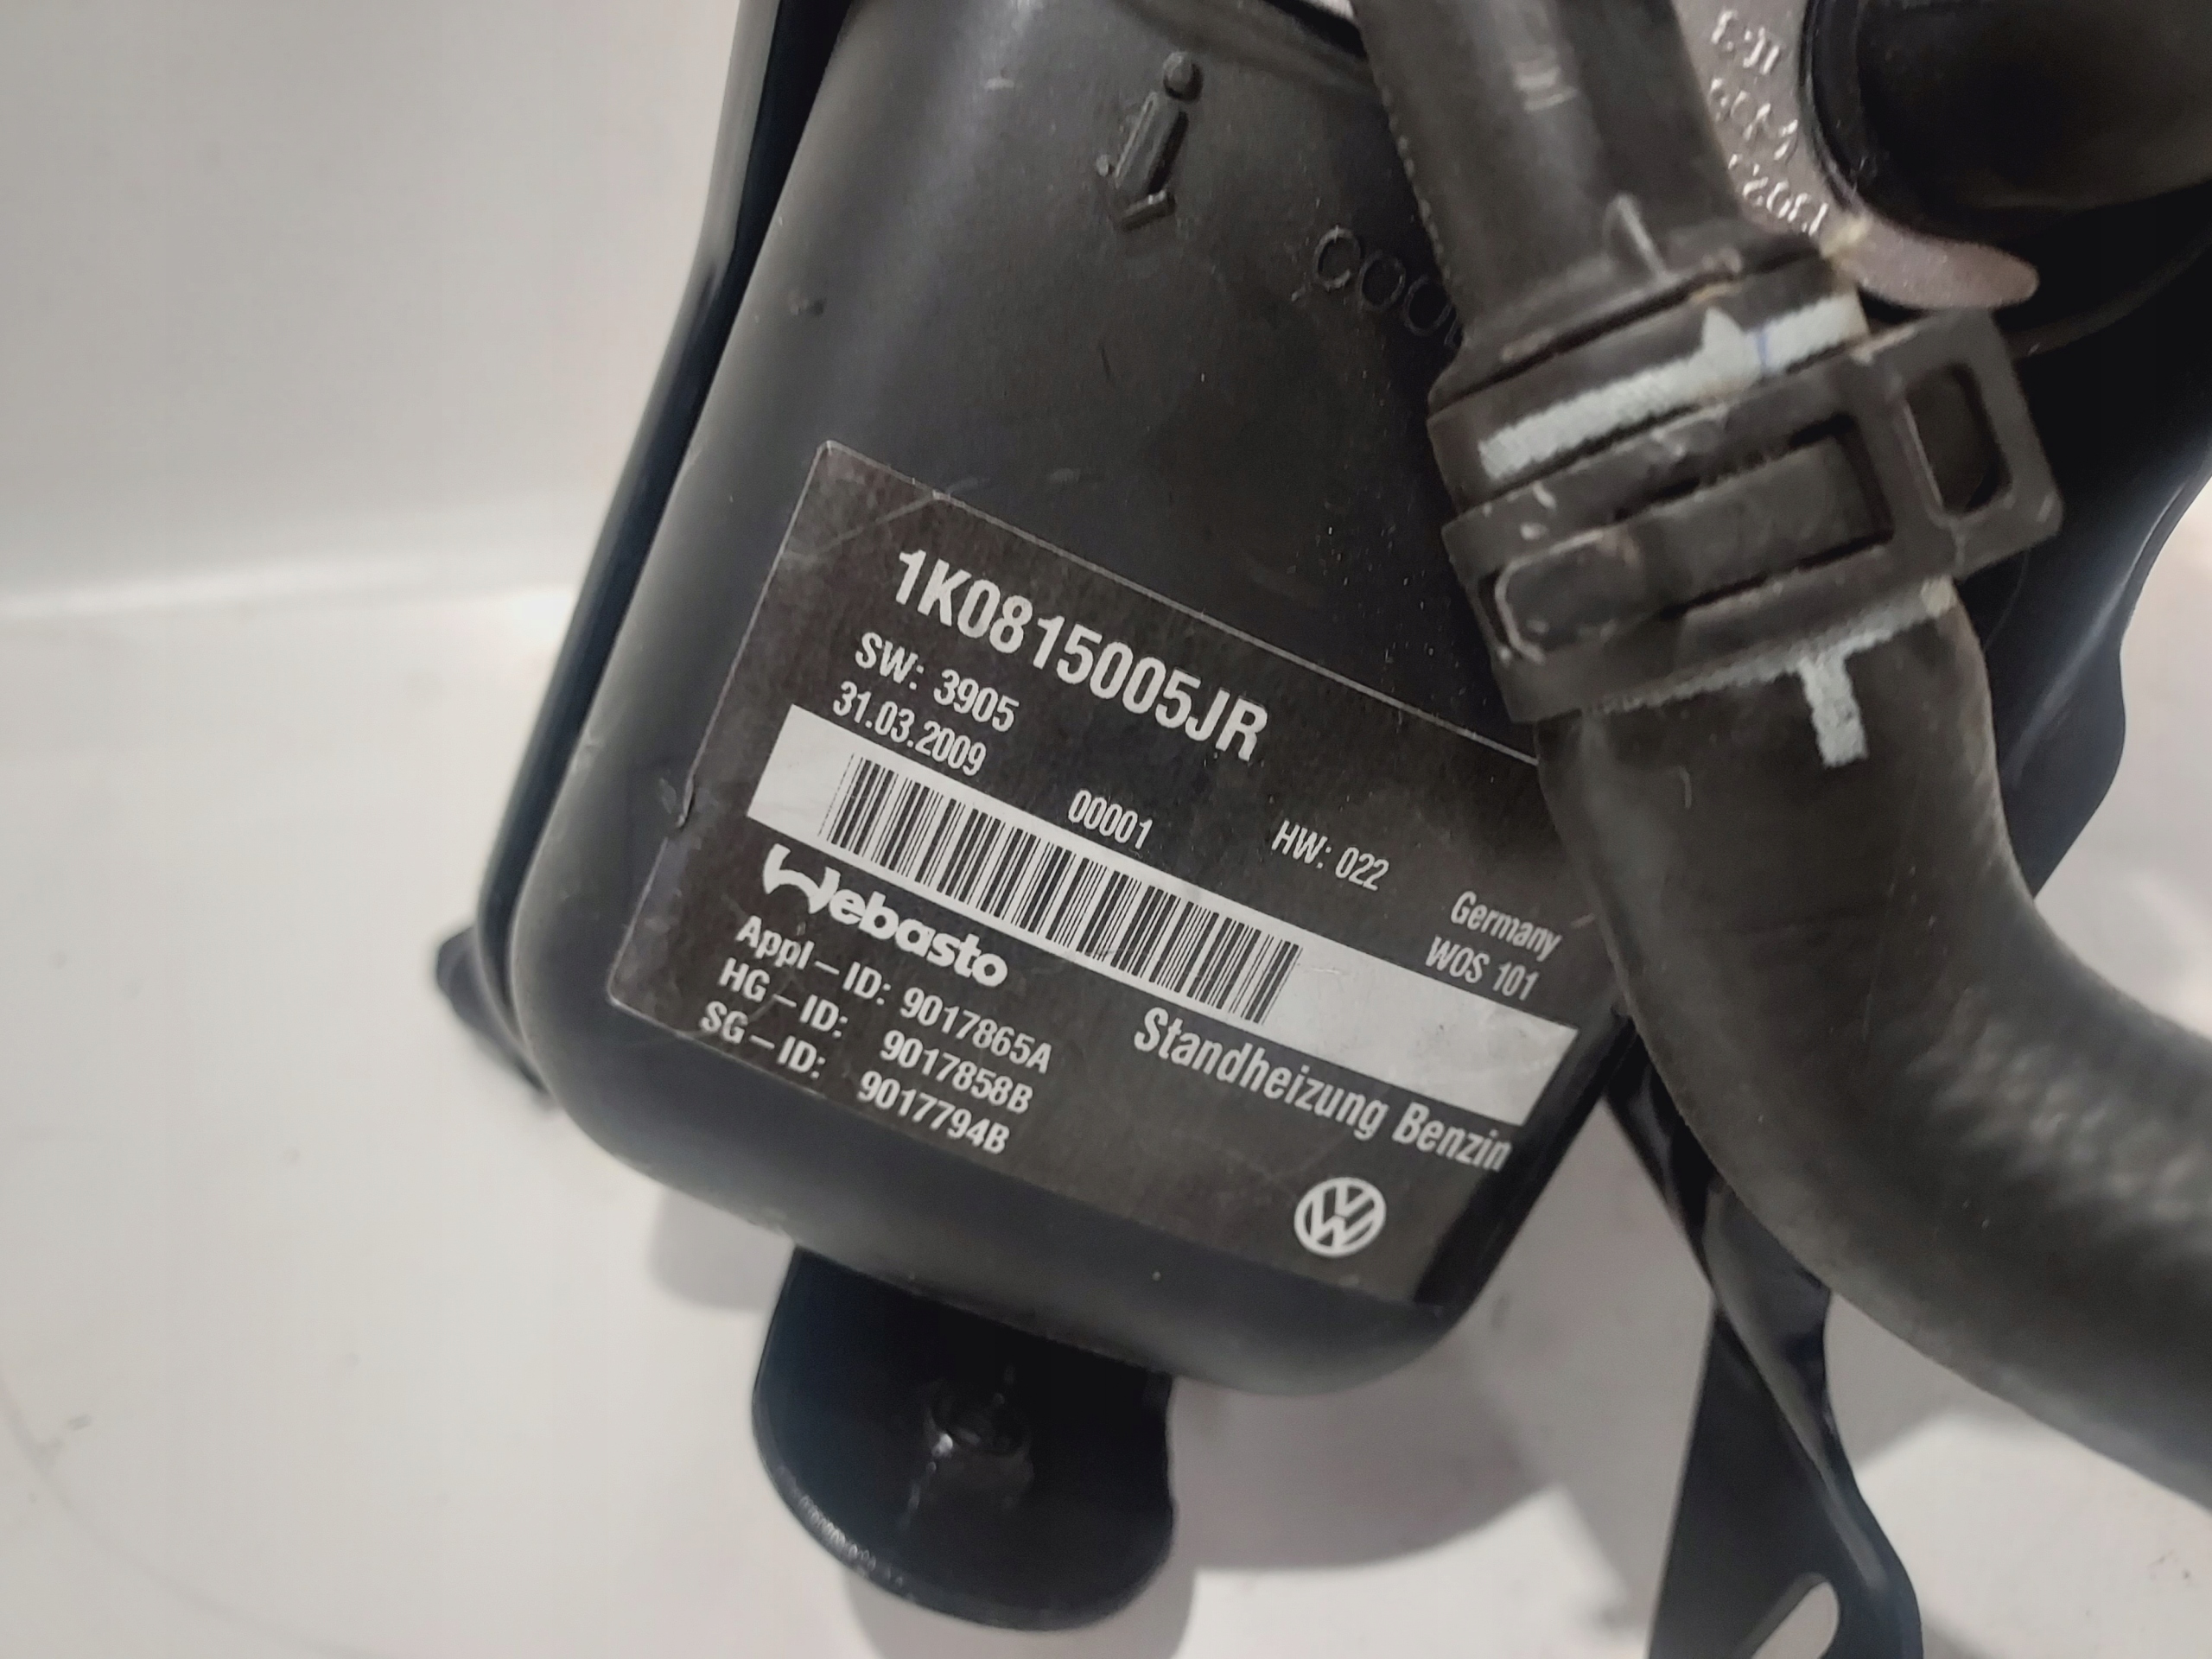 1K0815005JR
SW: 3905
31.03.2009 00001 HW: 022 Germany
WOS 101
Webasto Standheizung Benzin
Appl-ID: 9017865A
HG-ID: 9017858B
SG-ID: 9017794B